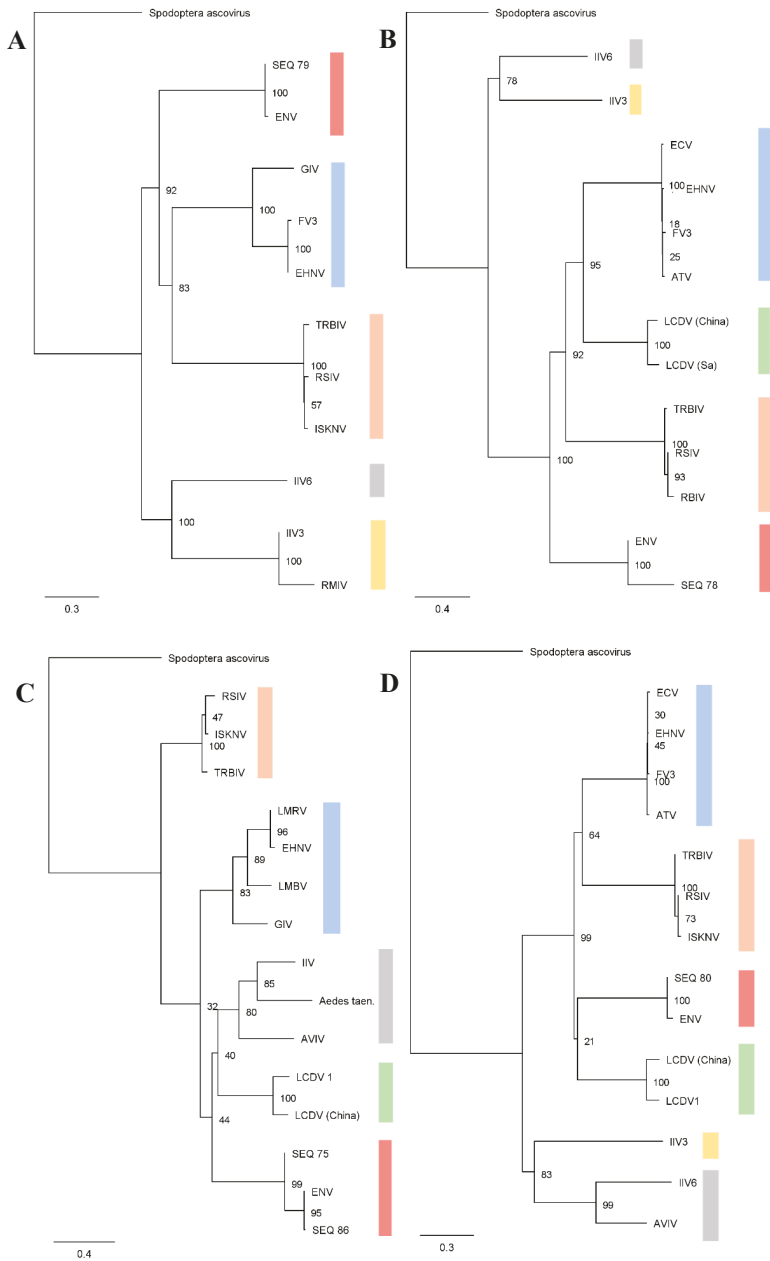 A
Spodoptera ascovirus
SEQ 79
100
ENV
92
GIV
100
FV3
100
EHNV
83
TRBIV
100
RSIV
57
ISKNV
IIV6
100
IIV3
100
RMIV
0.3
B
Spodoptera ascovirus
IIV6
78
IIV3
ECV
100
EHNV
18
FV3
25
ATV
95
LCDV (China)
100
LCDV (Sa)
92
TRBIV
100
RSIV
93
RBIV
100
ENV
100
SEQ 78
0.4
C
Spodoptera ascovirus
RSIV
47
ISKNV
100
TRBIV
LMRV
96
EHNV
89
LMBV
83
GIV
IIV
85
Aedes taen.
80
AVIV
32
40
LCDV 1
100
LCDV (China)
44
SEQ 75
99
ENV
95
SEQ 86
0.4
D
Spodoptera ascovirus
ECV
30
EHNV
45
FV3
100
ATV
64
TRBIV
100
RSIV
73
ISKNV
99
SEQ 80
100
ENV
21
LCDV (China)
100
LCDV1
IIV3
83
IIV6
99
AVIV
0.3